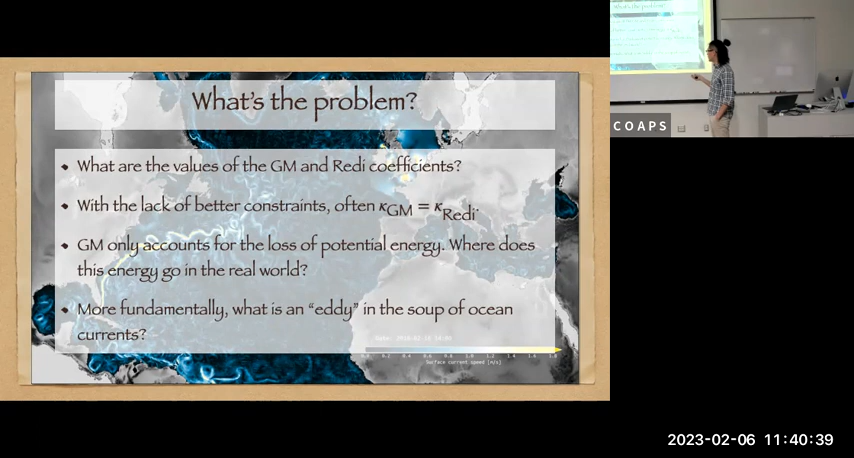 What's the problem?
What are the values of the GM and Redi coefficients?
With the lack of better constraints, often κGM = κRedi.
GM only accounts for the loss of potential energy. Where does
this energy go in the real world?
More fundamentally, what is an “eddy” in the soup of ocean
currents?
Surface current speed [m/s]
COAPS
2023-02-06 11:40:39